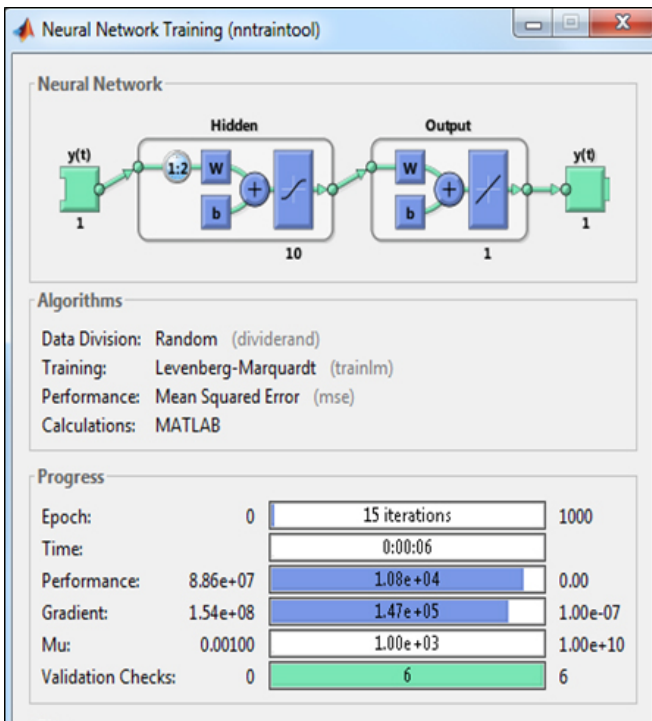 Neural Network Training (nntraintool)
Neural Network
Hidden Output
y(t) 1:2 W b + W b + y(t)
1 10 1 1
Algorithms
Data Division: Random (dividerand)
Training: Levenberg-Marquardt (trainlm)
Performance: Mean Squared Error (mse)
Calculations: MATLAB
Progress
Epoch: 0 15 iterations 1000
Time: 0:00:06
Performance: 8.86e+07 1.08e+04 0.00
Gradient: 1.54e+08 1.47e+05 1.00e-07
Mu: 0.00100 1.00e+03 1.00e+10
Validation Checks: 0 6 6